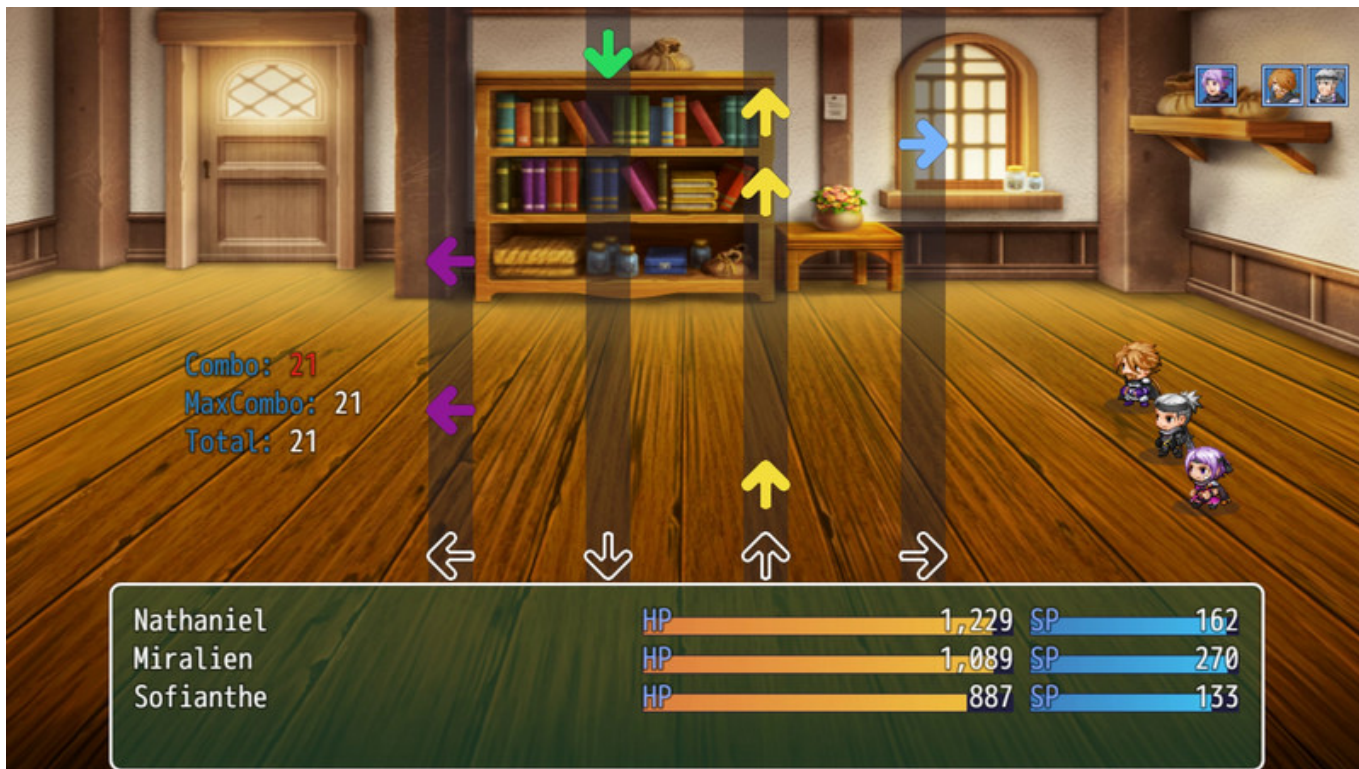 Combo: 21
MaxCombo: 21
Total: 21
Nathaniel HP 1,229 SP 162
Miralien HP 1,089 SP 270
Sofianthe HP 887 SP 133